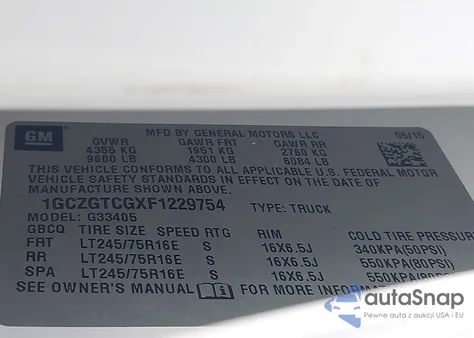 GM
MFD BY GENERAL MOTORS LLC 05/15
GVWR GAWR FRT GAWR RR
4355 KG 1951 KG 2760 KG
9600 LB 4300 LB 6084 LB
THIS VEHICLE CONFORMS TO ALL APPLICABLE U.S. FEDERAL MOTOR
VEHICLE SAFETY STANDARDS IN EFFECT ON THE DATE OF
MANUFACTURE SHOWN ABOVE.
1GCZGTCGXF1229754 TYPE: TRUCK
MODEL: G33405
GBCQ TIRE SIZE SPEED RTG RIM COLD TIRE PRESSURE
FRT LT245/75R16E S 16X6.5J 340KPA(50PSI)
RR LT245/75R16E S 16X6.5J 550KPA(80PSI)
SPA LT245/75R16E S 16X6.5J 550KPA(80PSI)
SEE OWNER'S MANUAL FOR MORE INFORMATION
autaSnap
Pewne auta z aukcji USA i EU